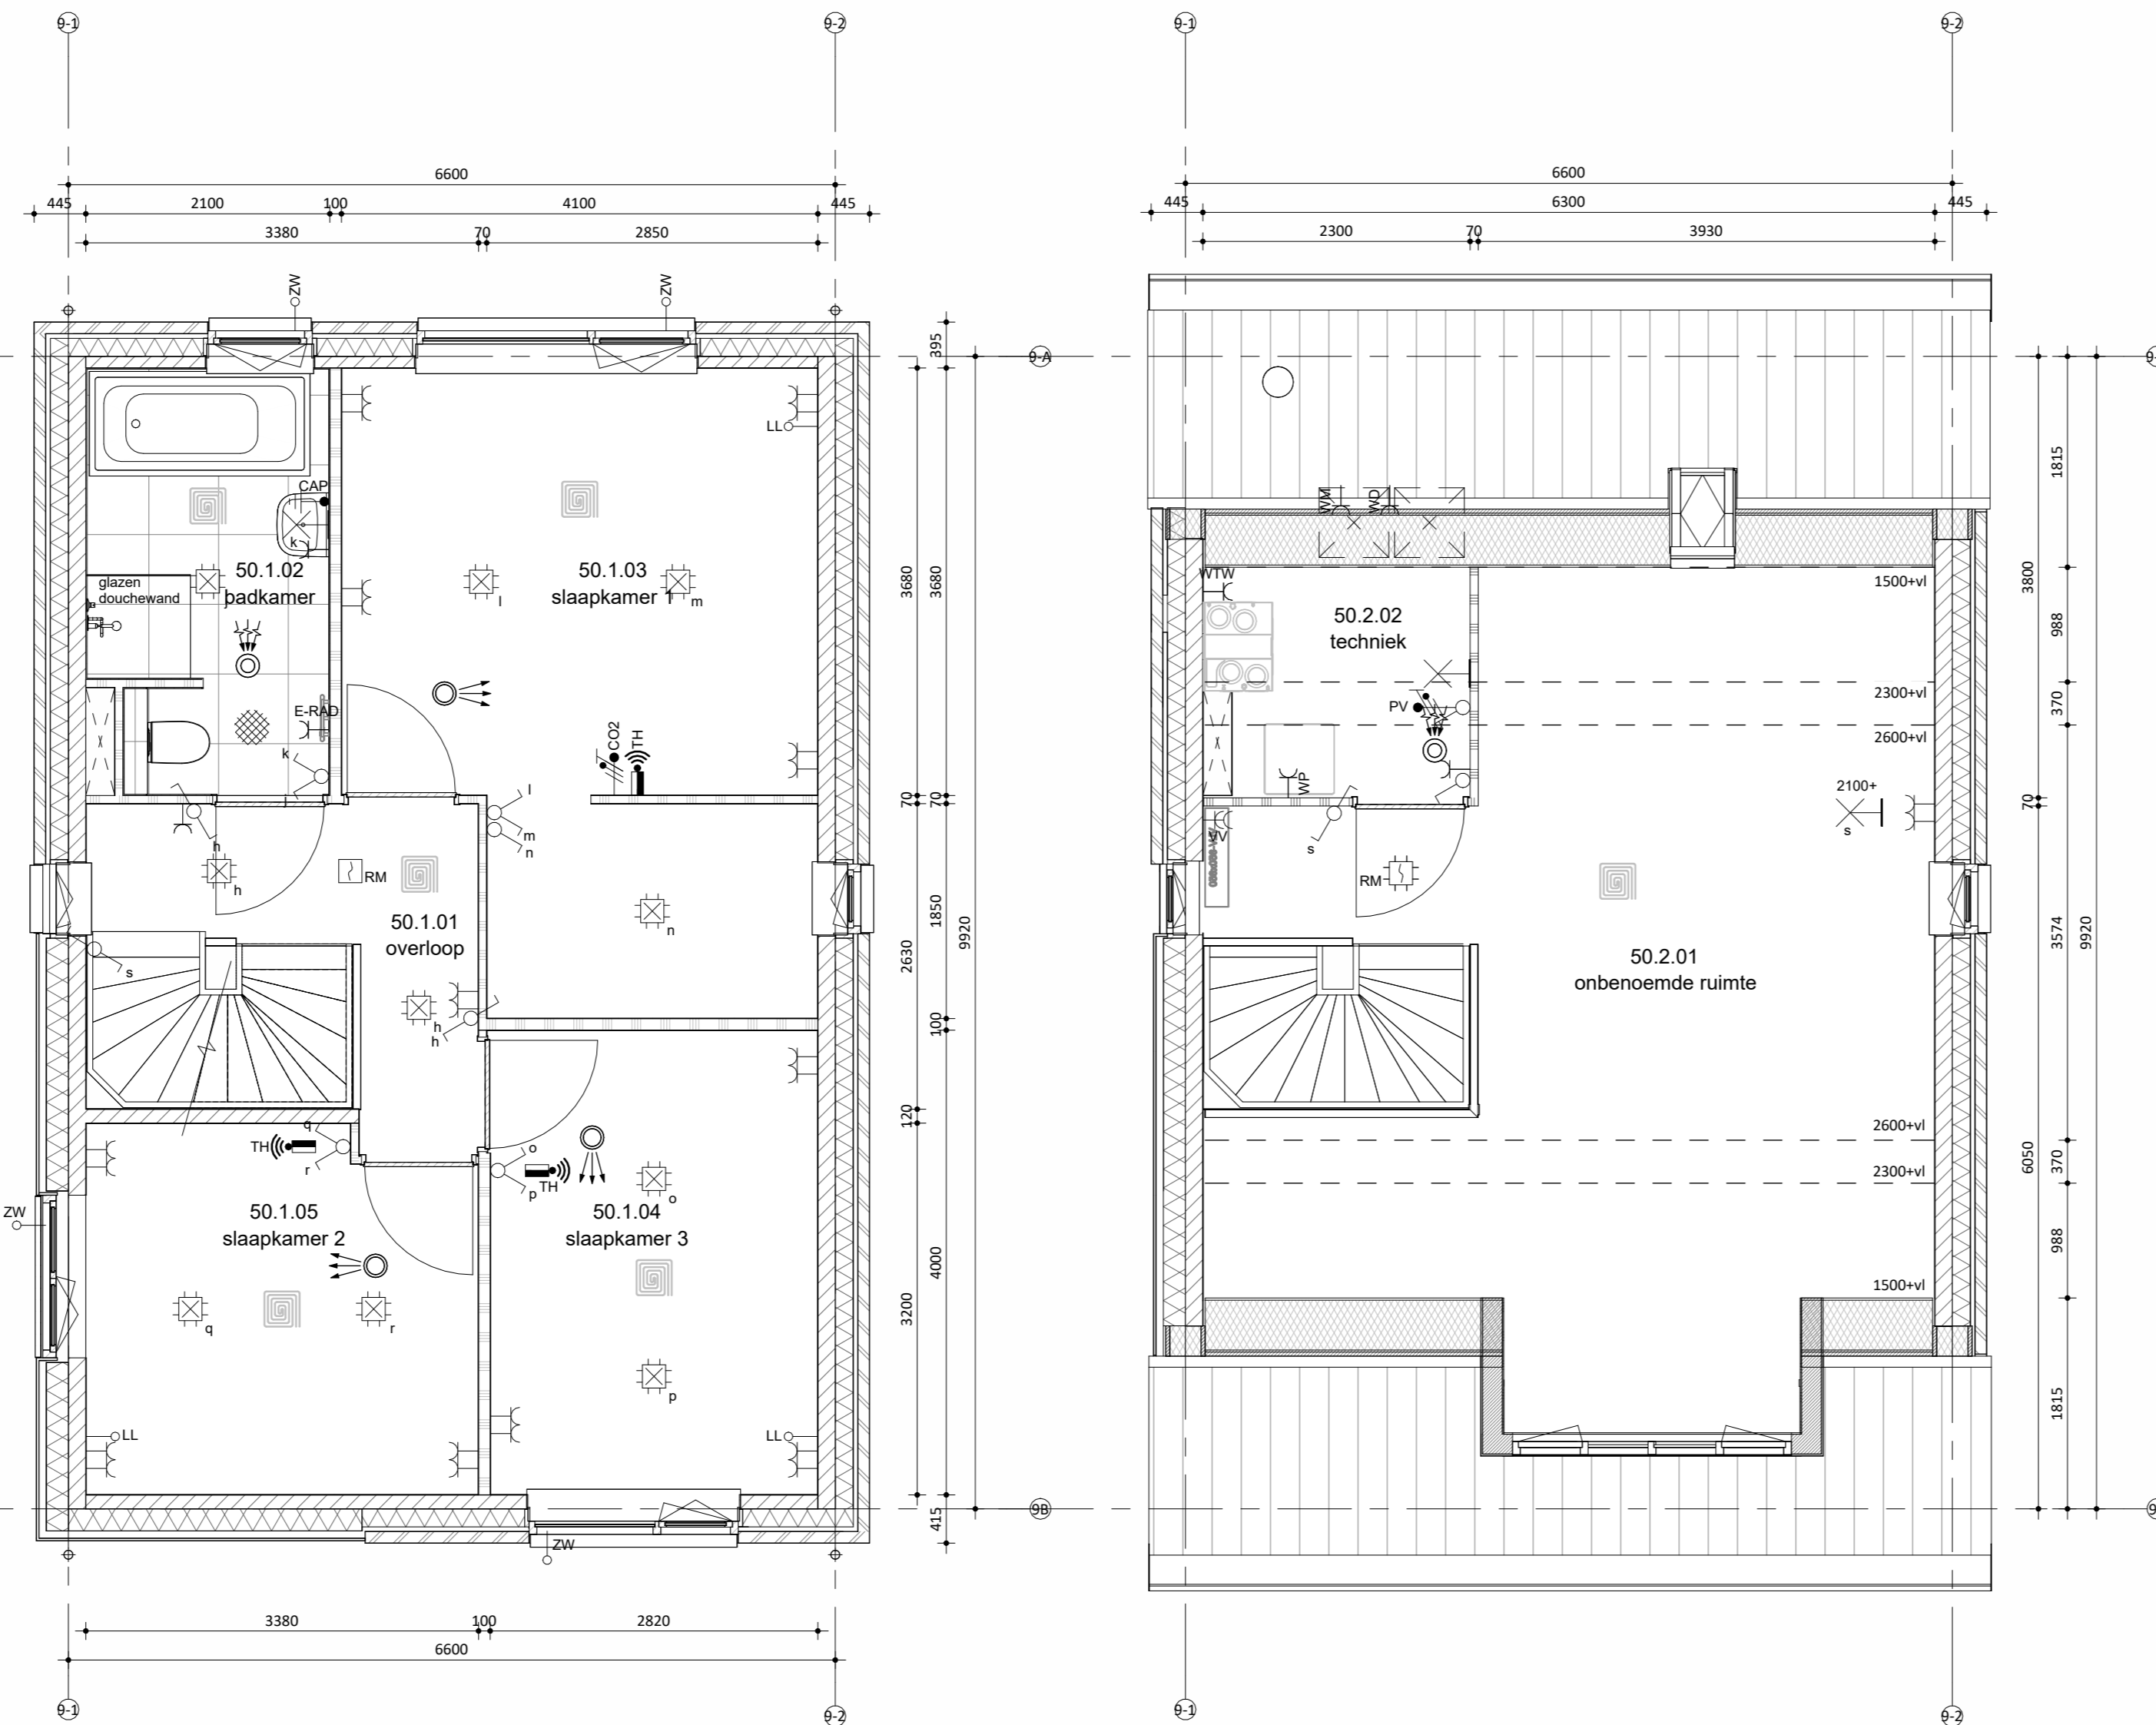 9-1
9-2
9-1
9-2
6600
445
2100
100
4100
445
3380
70
2850
6600
445
6300
445
2300
70
3930
ZW
ZW
395
9-A
LL
CAP
k
50.1.02
badkamer
glazen
douchewand
50.1.03
slaapkamer 1
l
m
3680
3680
E-RAD
k
j
CO2
TH
70
70
l
m
n
h
h
RM
n
50.1.01
overloop
s
h
h
1850
2630
9920
100
120
TH
q
r
o
p
TH
o
50.1.05
slaapkamer 2
50.1.04
slaapkamer 3
ZW
q
r
p
4000
3200
LL
LL
415
9B
ZW
3380
100
2820
6600
9-1
9-2
WM
WD
WTW
50.2.02
techniek
1500+vl
2300+vl
2600+vl
PV
WP
2100+
s
s
VV
RM
50.2.01
onbenoemde ruimte
2600+vl
2300+vl
1500+vl
1815
3800
988
370
70
3574
9920
6050
370
988
1815
9-1
9-2